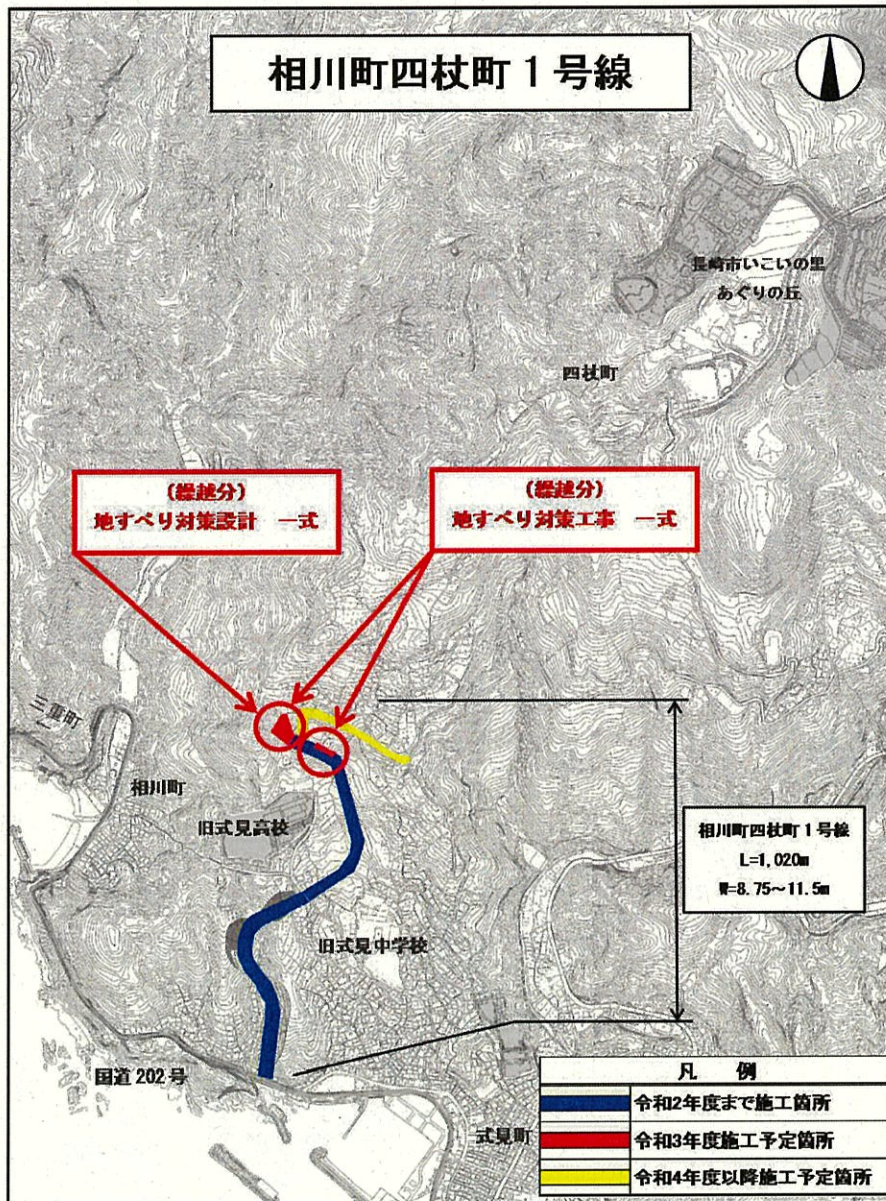 相川町四杖町1号線
長崎市いこいの里
あぐりの丘
四杖町
(繰越分)
地すべり対策設計 一式
(繰越分)
地すべり対策工事 一式
三重町
相川町
旧式見高校
相川町四杖町1号線
L=1,020m
W=8.75～11.5m
旧式見中学校
国道202号
式見町
凡 例
令和2年度まで施工箇所
令和3年度施工予定箇所
令和4年度以降施工予定箇所